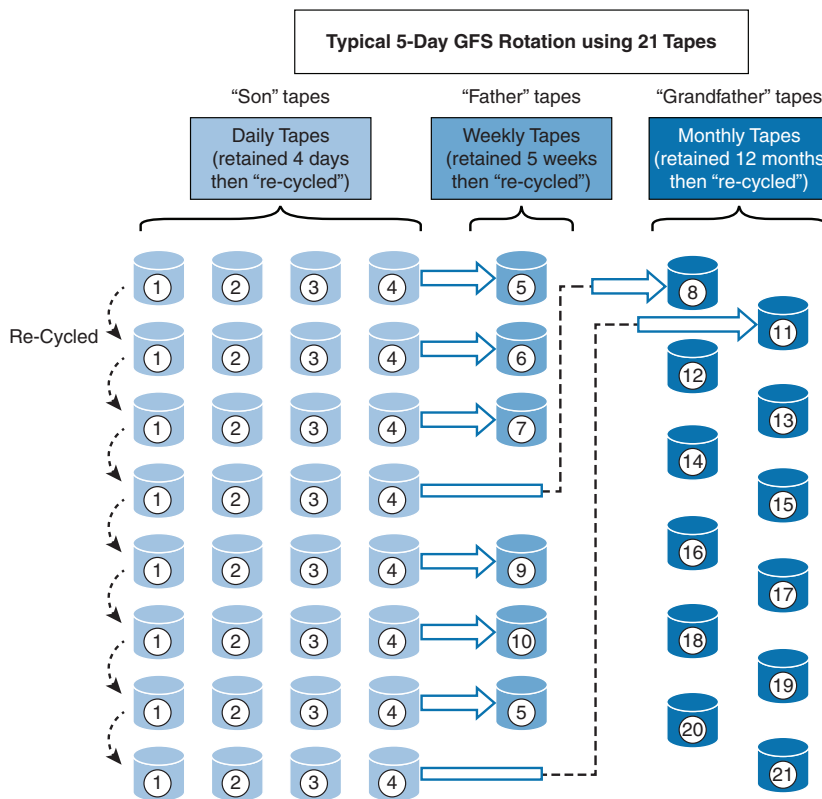 Typical 5-Day GFS Rotation using 21 Tapes
“Son” tapes
“Father” tapes
“Grandfather” tapes
Daily Tapes
(retained 4 days
then “re-cycled”)
Weekly Tapes
(retained 5 weeks
then “re-cycled”)
Monthly Tapes
(retained 12 months
then “re-cycled”)
1 2 3 4 5 8
Re-Cycled
11
1 2 3 4 6
12
1 2 3 4 7
13
14
1 2 3 4
15
16
1 2 3 4 9
17
1 2 3 4 10
18
19
1 2 3 4 5
20
21
1 2 3 4